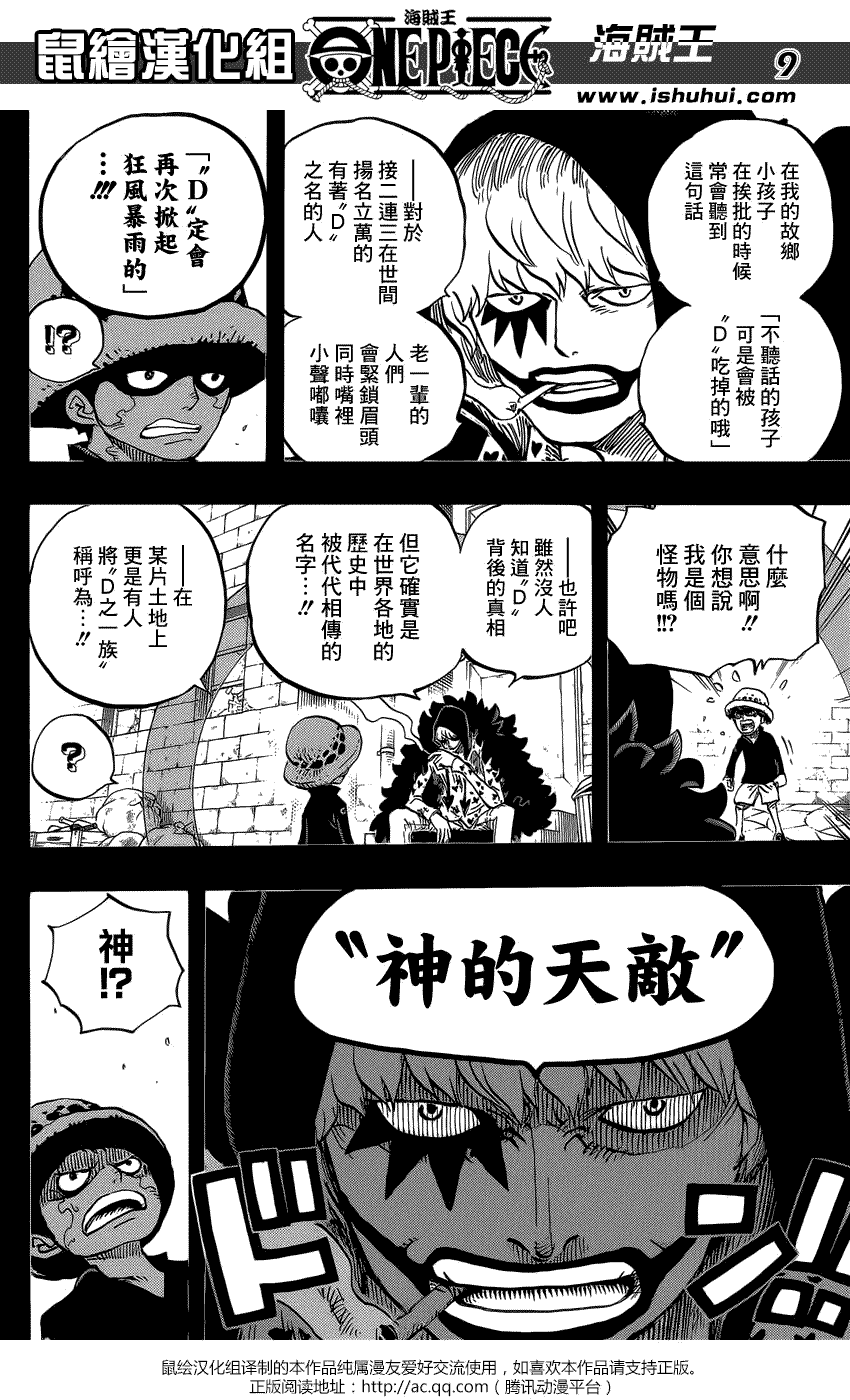 鼠繪漢化組
海賊王
ONE PIECE
海賊王
9
www.ishuhui.com
在我的故鄉
小孩子
在挨批的時候
常會聽到
這句話
「不聽話的孩子
可是會被
〝D〟吃掉的哦」
——對於
接二連三在世間
揚名立萬的
有著〝D〟
之名的人
老一輩的
人們
會緊鎖眉頭
同時嘴裡
小聲嘟囔
「〝D〟定會
再次掀起
狂風暴雨的」
…!!!
!?
什麼
意思啊!!
你想說
我是個
怪物嗎!!?
——也許吧
雖然沒人
知道〝D〟
背後的真相
但它確實是
在世界各地的
歷史中
被代代相傳的
名字…!!
——在
某片土地上
更是有人
將〝D之一族〟
稱呼為…!!
?
〝神的天敵〟
ドン!!
神!?
鼠绘汉化组译制的本作品纯属漫友爱好交流使用，如喜欢本作品请支持正版。
正版阅读地址：http://ac.qq.com（腾讯动漫平台）